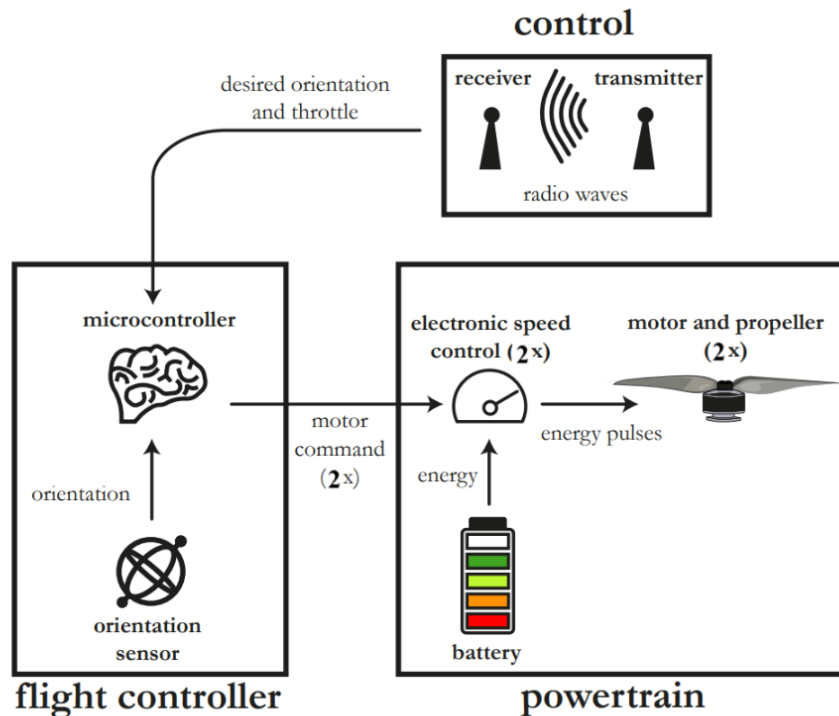 control
receiver
transmitter
radio waves
desired orientation
and throttle
microcontroller
orientation
orientation
sensor
flight controller
motor
command
(2x)
electronic speed
control (2x)
motor and propeller
(2x)
energy pulses
energy
battery
powertrain